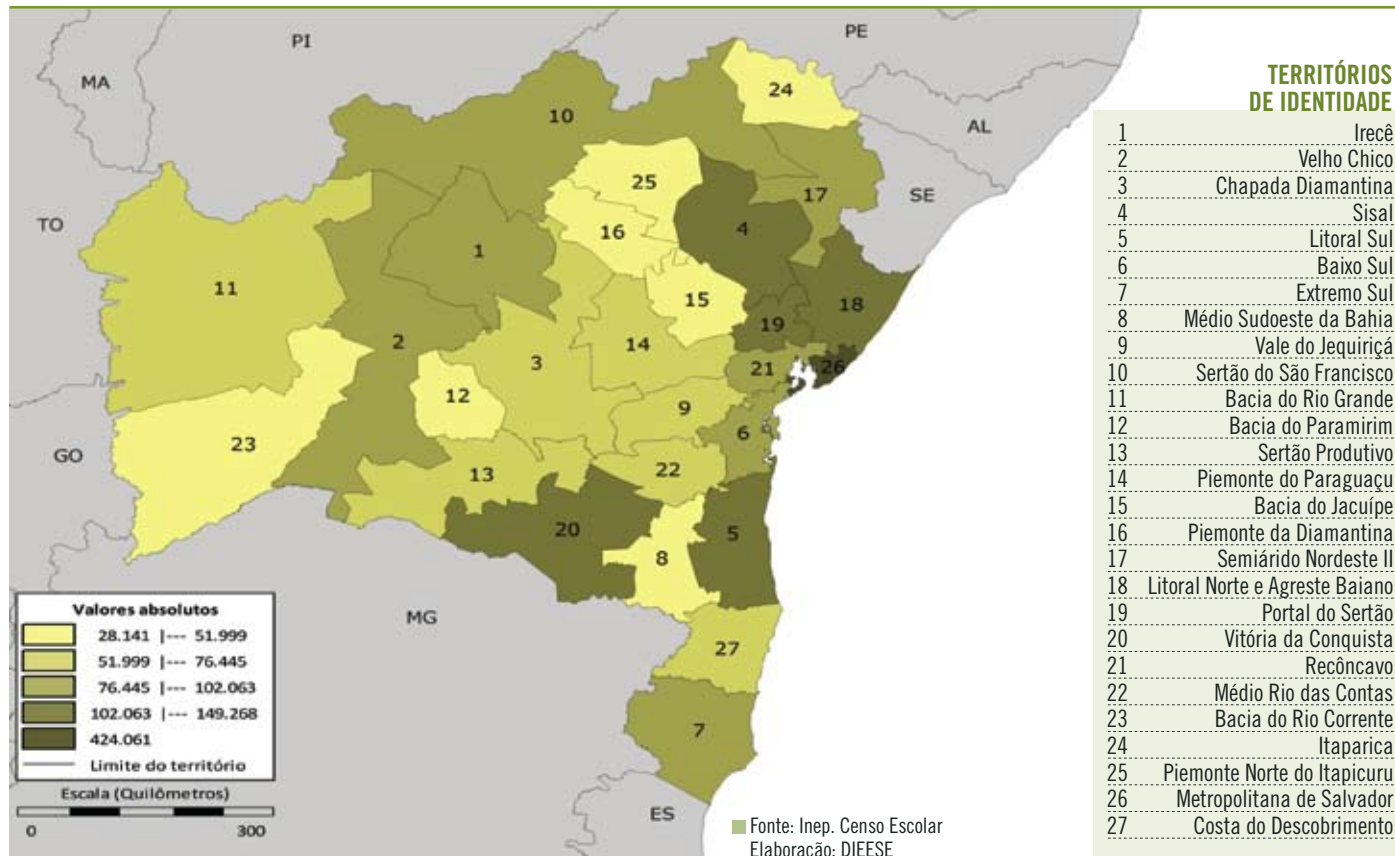 PI
PE
MA
AL
TO
SE
GO
MG
ES
24
10
25
17
16
4
1
11
15
18
19
2
14
3
21
26
12
9
6
23
22
13
20
5
8
27
7
Valores absolutos
28.141 |--- 51.999
51.999 |--- 76.445
76.445 |--- 102.063
102.063 |--- 149.268
424.061
Limite do território
Escala (Quilômetros)
0 300
Fonte: Inep. Censo Escolar
Elaboração: DIEESE
TERRITÓRIOS
DE IDENTIDADE
1 Irecê
2 Velho Chico
3 Chapada Diamantina
4 Sisal
5 Litoral Sul
6 Baixo Sul
7 Extremo Sul
8 Médio Sudoeste da Bahia
9 Vale do Jequiriçá
10 Sertão do São Francisco
11 Bacia do Rio Grande
12 Bacia do Paramirim
13 Sertão Produtivo
14 Piemonte do Paraguaçu
15 Bacia do Jacuípe
16 Piemonte da Diamantina
17 Semiárido Nordeste II
18 Litoral Norte e Agreste Baiano
19 Portal do Sertão
20 Vitória da Conquista
21 Recôncavo
22 Médio Rio das Contas
23 Bacia do Rio Corrente
24 Itaparica
25 Piemonte Norte do Itapicuru
26 Metropolitana de Salvador
27 Costa do Descobrimento